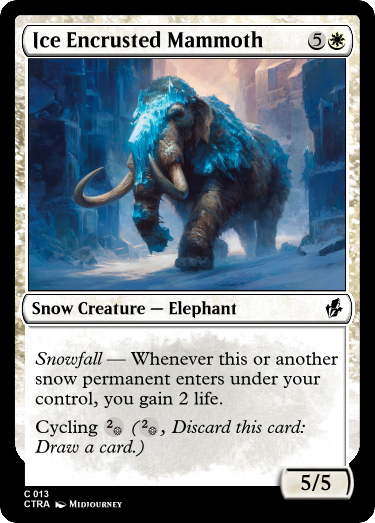 Ice Encrusted Mammoth 5
Snow Creature — Elephant
Snowfall — Whenever this or another
snow permanent enters under your
control, you gain 2 life.
Cycling 2 (2, Discard this card:
Draw a card.)
5/5
C 013
CTRA Midjourney